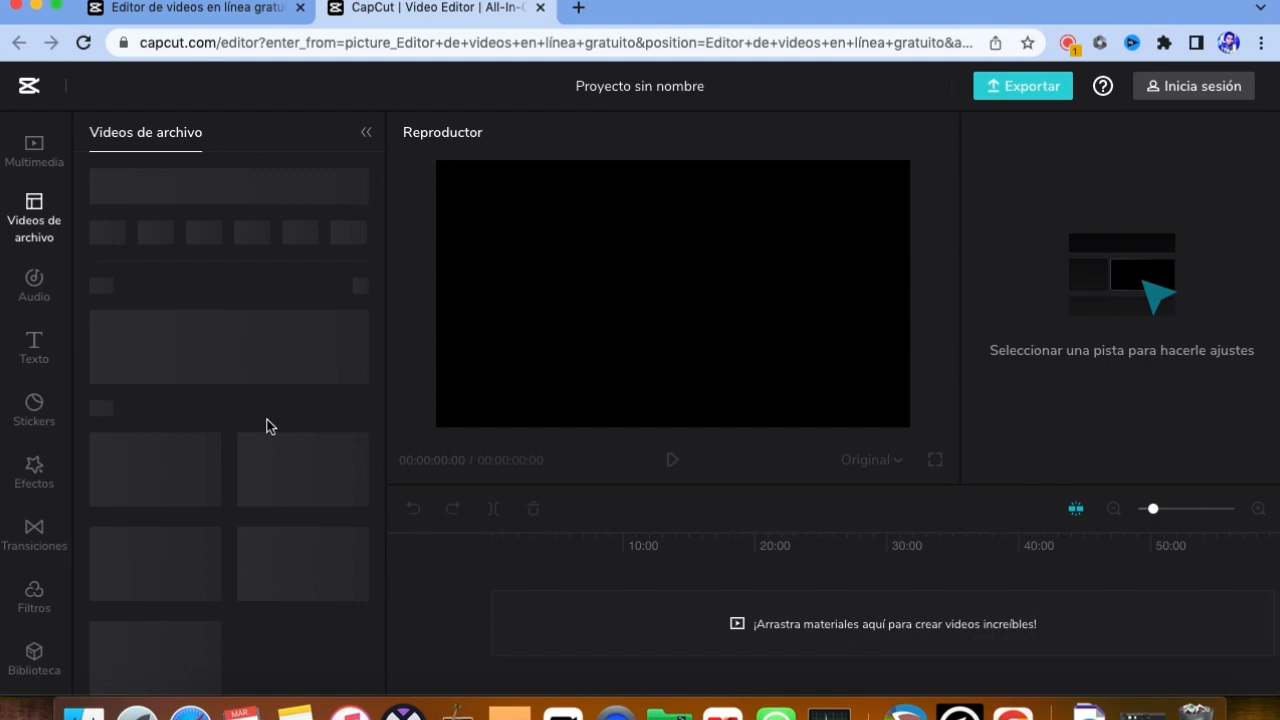 Editor de videos en línea gratu
CapCut | Video Editor | All-In-C
capcut.com/editor?enter_from=picture_Editor+de+videos+en+línea+gratuito&position=Editor+de+videos+en+línea+gratuito&a...
1
Proyecto sin nombre
Exportar
Inicia sesión
Multimedia
Videos de archivo
Audio
Texto
Stickers
Efectos
Transiciones
Filtros
Biblioteca
Videos de archivo
Reproductor
00:00:00:00 / 00:00:00:00
Original
Seleccionar una pista para hacerle ajustes
10:00
20:00
30:00
40:00
50:00
¡Arrastra materiales aquí para crear videos increíbles!
MAR.